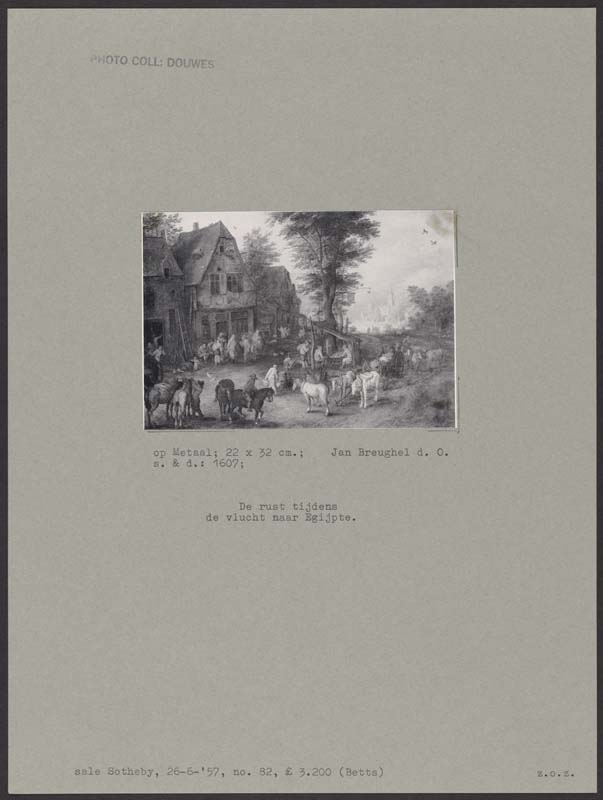 PHOTO COLL: DOUWES
op Metaal; 22 x 32 cm.; Jan Breughel d. O.
s. & d.: 1607;
De rust tijdens
de vlucht naar Egijpte.
sale Sotheby, 26-6-'57, no. 82, £ 3.200 (Betts)
z.o.z.